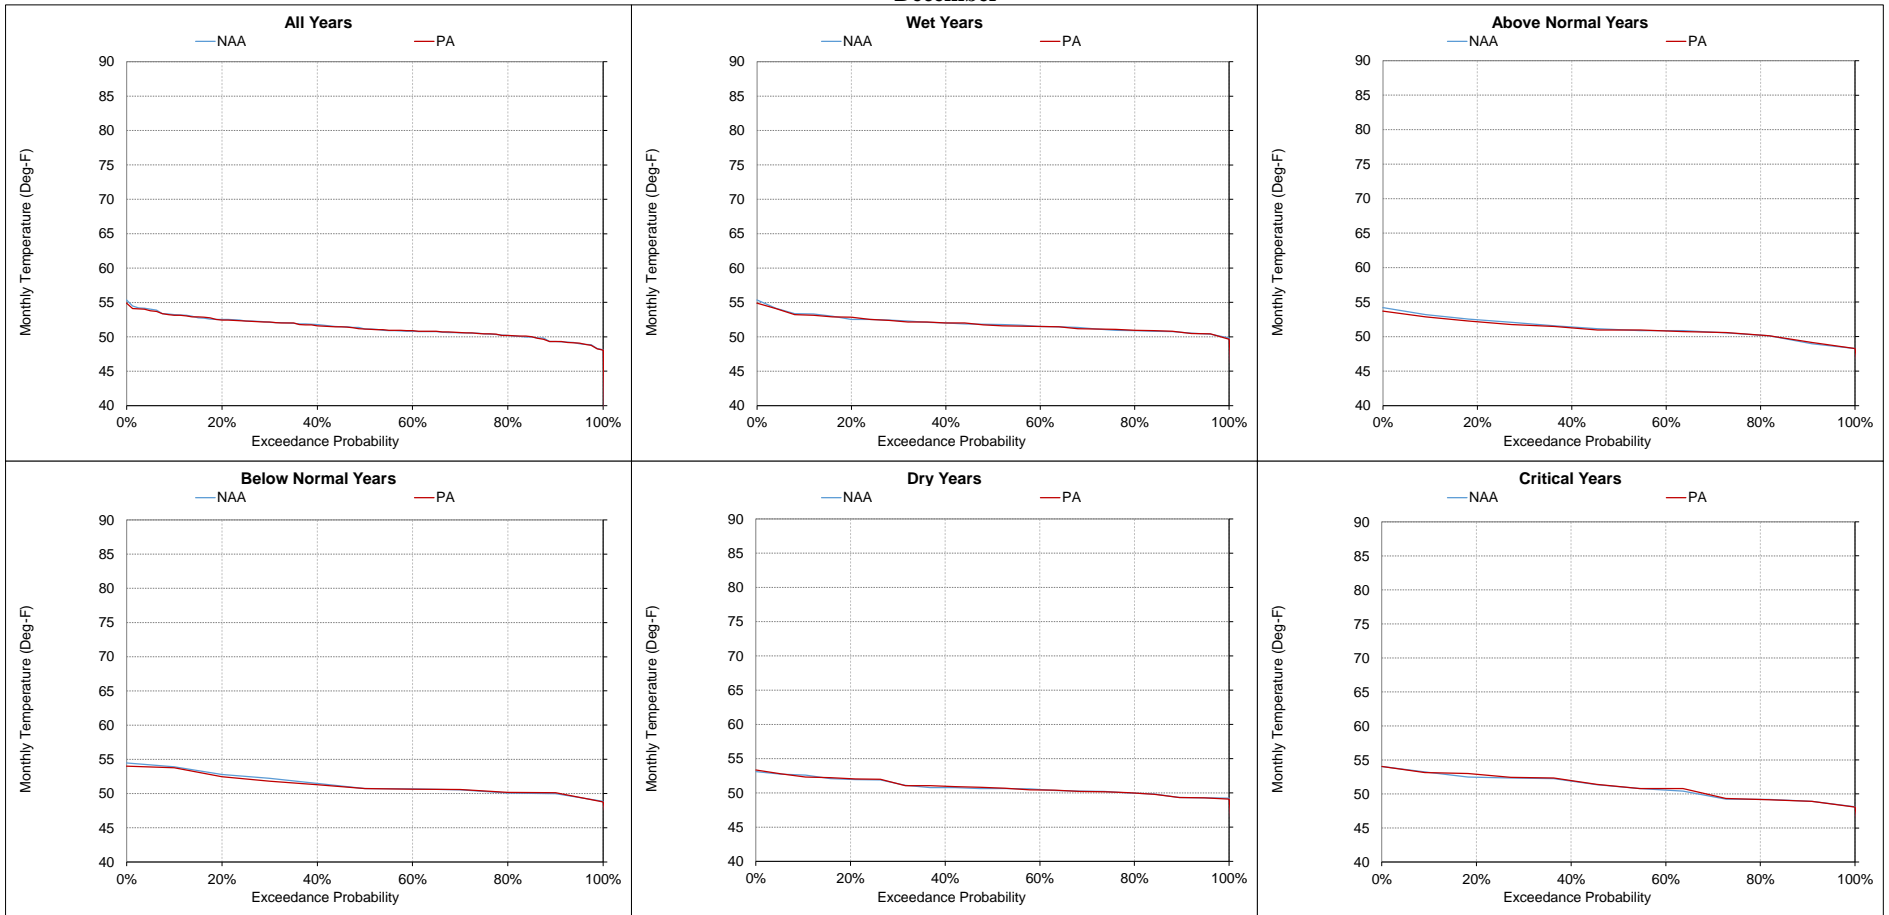 December
All Years
NAA PA
Monthly Temperature (Deg-F)
90
85
80
75
70
65
60
55
50
45
40
0% 20% 40% 60% 80% 100%
Exceedance Probability
Wet Years
NAA PA
Monthly Temperature (Deg-F)
90
85
80
75
70
65
60
55
50
45
40
0% 20% 40% 60% 80% 100%
Exceedance Probability
Above Normal Years
NAA PA
Monthly Temperature (Deg-F)
90
85
80
75
70
65
60
55
50
45
40
0% 20% 40% 60% 80% 100%
Exceedance Probability
Below Normal Years
NAA PA
Monthly Temperature (Deg-F)
90
85
80
75
70
65
60
55
50
45
40
0% 20% 40% 60% 80% 100%
Exceedance Probability
Dry Years
NAA PA
Monthly Temperature (Deg-F)
90
85
80
75
70
65
60
55
50
45
40
0% 20% 40% 60% 80% 100%
Exceedance Probability
Critical Years
NAA PA
Monthly Temperature (Deg-F)
90
85
80
75
70
65
60
55
50
45
40
0% 20% 40% 60% 80% 100%
Exceedance Probability